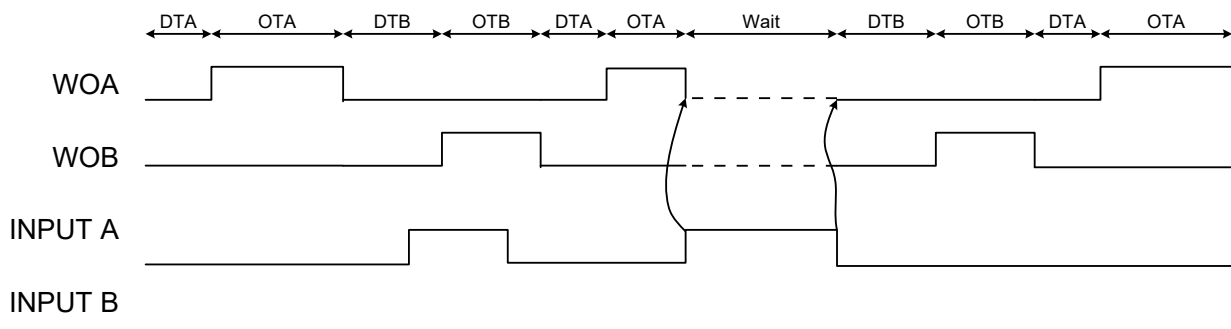 DTA OTA DTB OTB DTA OTA Wait DTB OTB DTA OTA
WOA
WOB
INPUT A
INPUT B